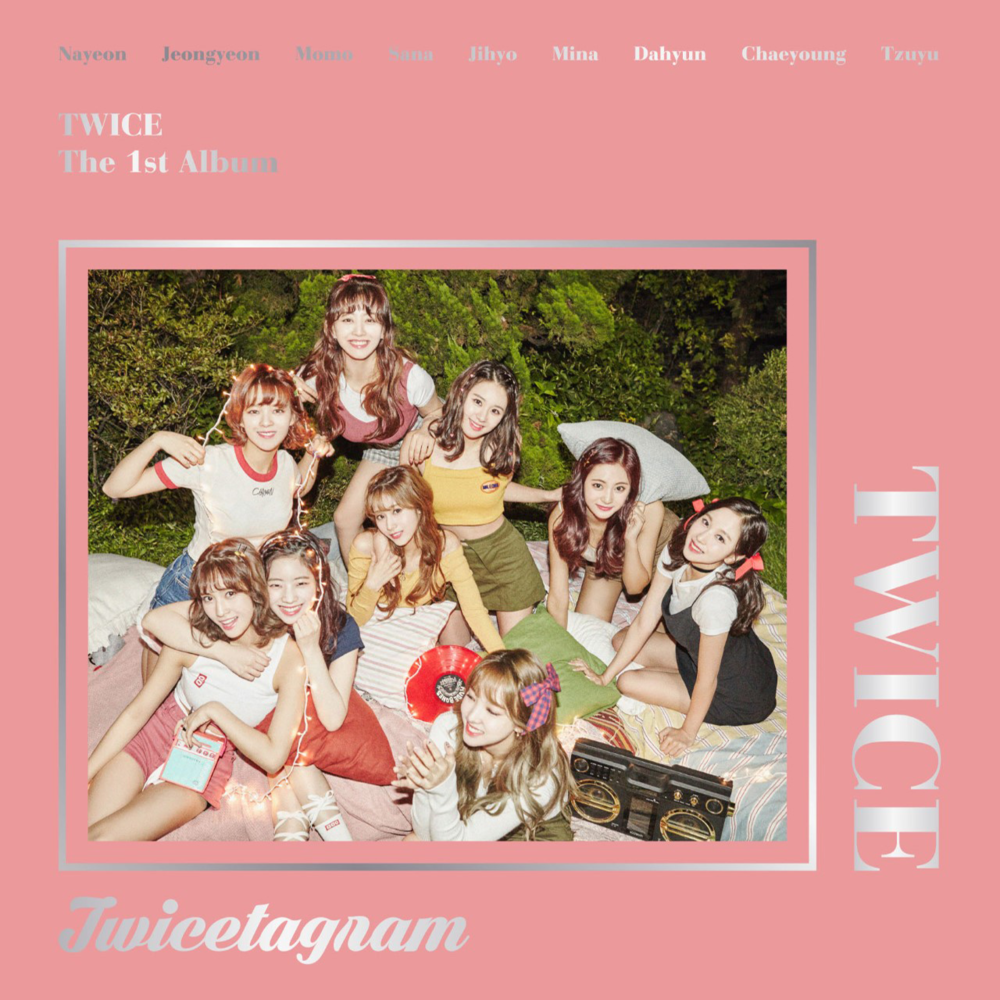 Nayeon Jeongyeon Momo Sana Jihyo Mina Dahyun Chaeyoung Tzuyu
TWICE
The 1st Album
TWICE
Twicetagram